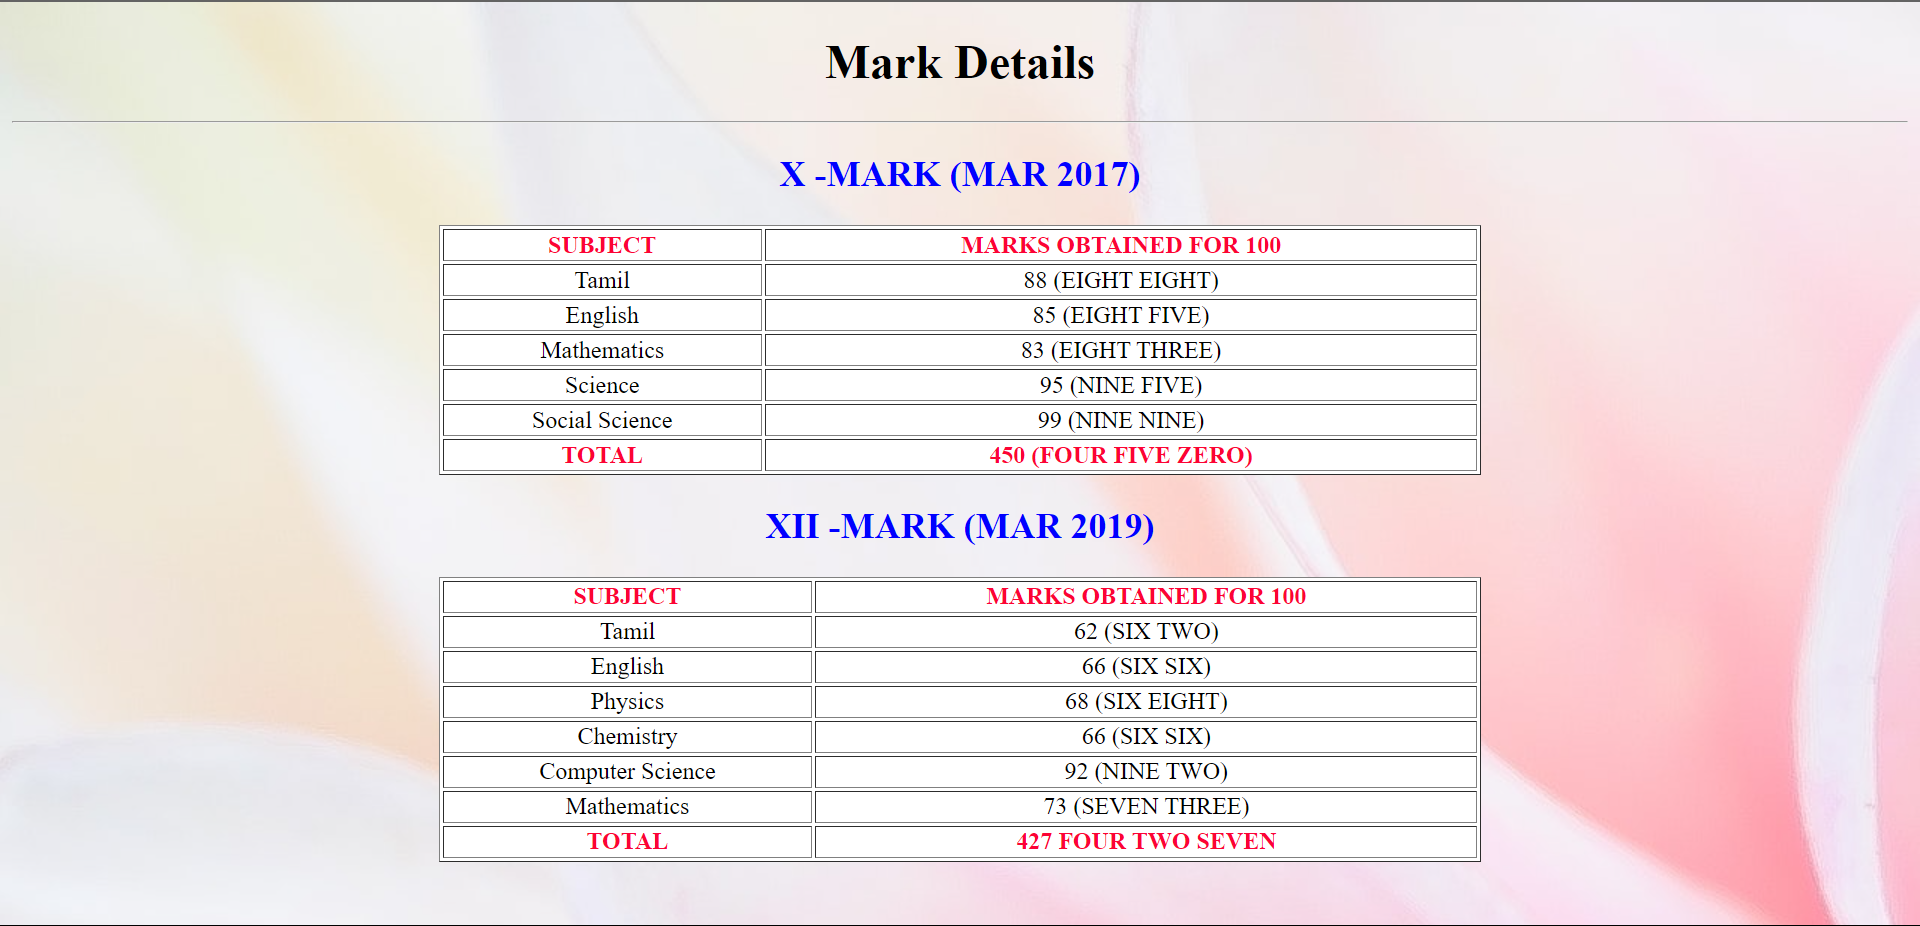 Mark Details
X -MARK (MAR 2017)
SUBJECT MARKS OBTAINED FOR 100
Tamil 88 (EIGHT EIGHT)
English 85 (EIGHT FIVE)
Mathematics 83 (EIGHT THREE)
Science 95 (NINE FIVE)
Social Science 99 (NINE NINE)
TOTAL 450 (FOUR FIVE ZERO)
XII -MARK (MAR 2019)
SUBJECT MARKS OBTAINED FOR 100
Tamil 62 (SIX TWO)
English 66 (SIX SIX)
Physics 68 (SIX EIGHT)
Chemistry 66 (SIX SIX)
Computer Science 92 (NINE TWO)
Mathematics 73 (SEVEN THREE)
TOTAL 427 FOUR TWO SEVEN